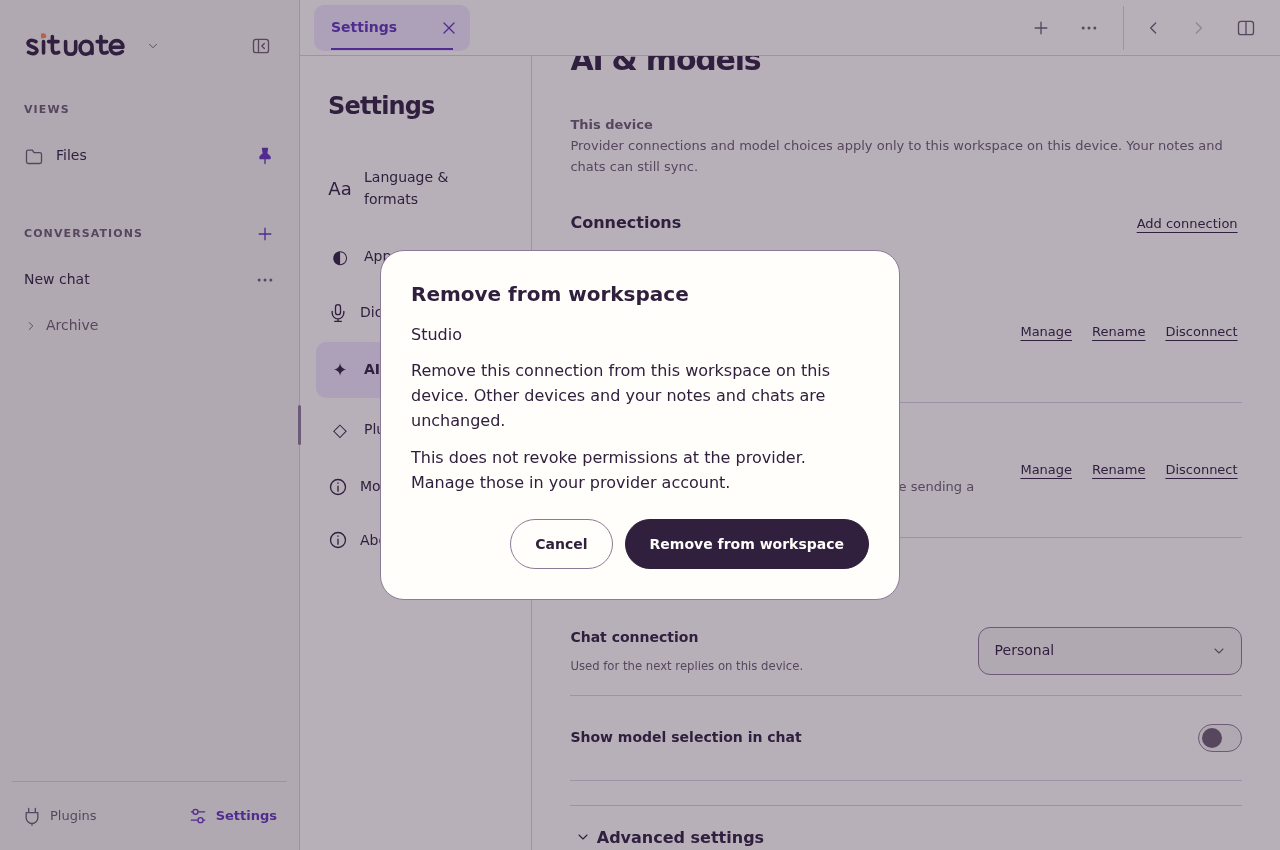 situate
VIEWS
Files
CONVERSATIONS
New chat
Archive
Plugins
Settings
Settings
Settings
Aa
Language &
formats
AI
AI & models
This device
Provider connections and model choices apply only to this workspace on this device. Your notes and
chats can still sync.
Connections
Add connection
Manage Rename Disconnect
Manage Rename Disconnect
sending a
Remove from workspace
Studio
Remove this connection from this workspace on this
device. Other devices and your notes and chats are
unchanged.
This does not revoke permissions at the provider.
Manage those in your provider account.
Cancel
Remove from workspace
Chat connection
Used for the next replies on this device.
Personal
Show model selection in chat
Advanced settings